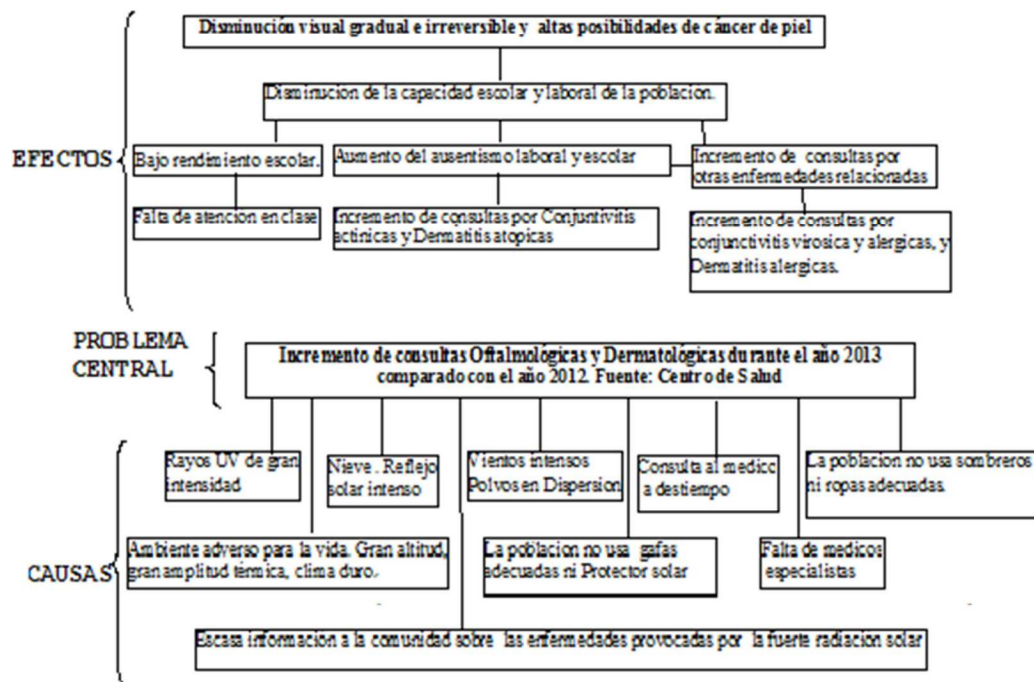 Disminución visual gradual e irreversible y altas posibilidades de cáncer de piel
Disminucion de la capacidad escolar y laboral de la poblacion.
EFECTOS
Bajo rendimiento escolar.
Aumento del ausentismo laboral y escolar
Incremento de consultas por
otras enfermedades relacionadas
Falta de atencion en clase
Incremento de consultas por Conjuntivitis
actinicas y Dermatitis atopicas
Incremento de consultas por
conjunctivitis virosica y alergicas, y
Dermatitis alergicas.
PROBLEMA
CENTRAL
Incremento de consultas Oftalmológicas y Dermatológicas durante el año 2013
comparado con el año 2012. Fuente: Centro de Salud
Rayos UV de gran
intensidad
Nieve . Reflejo
solar intenso
Vientos intensos
Polvos en Dispersion
Consulta al medico
a destiempo
La poblacion no usa sombreros
ni ropas adecuadas.
CAUSAS
Ambiente adverso para la vida. Gran altitud,
gran amplitud térmica, clima duro.
La poblacion no usa gafas
adecuadas ni Protector solar
Falta de medicos
especialistas
Escasa informacion a la comunidad sobre las enfermedades provocadas por la fuerte radiacion solar